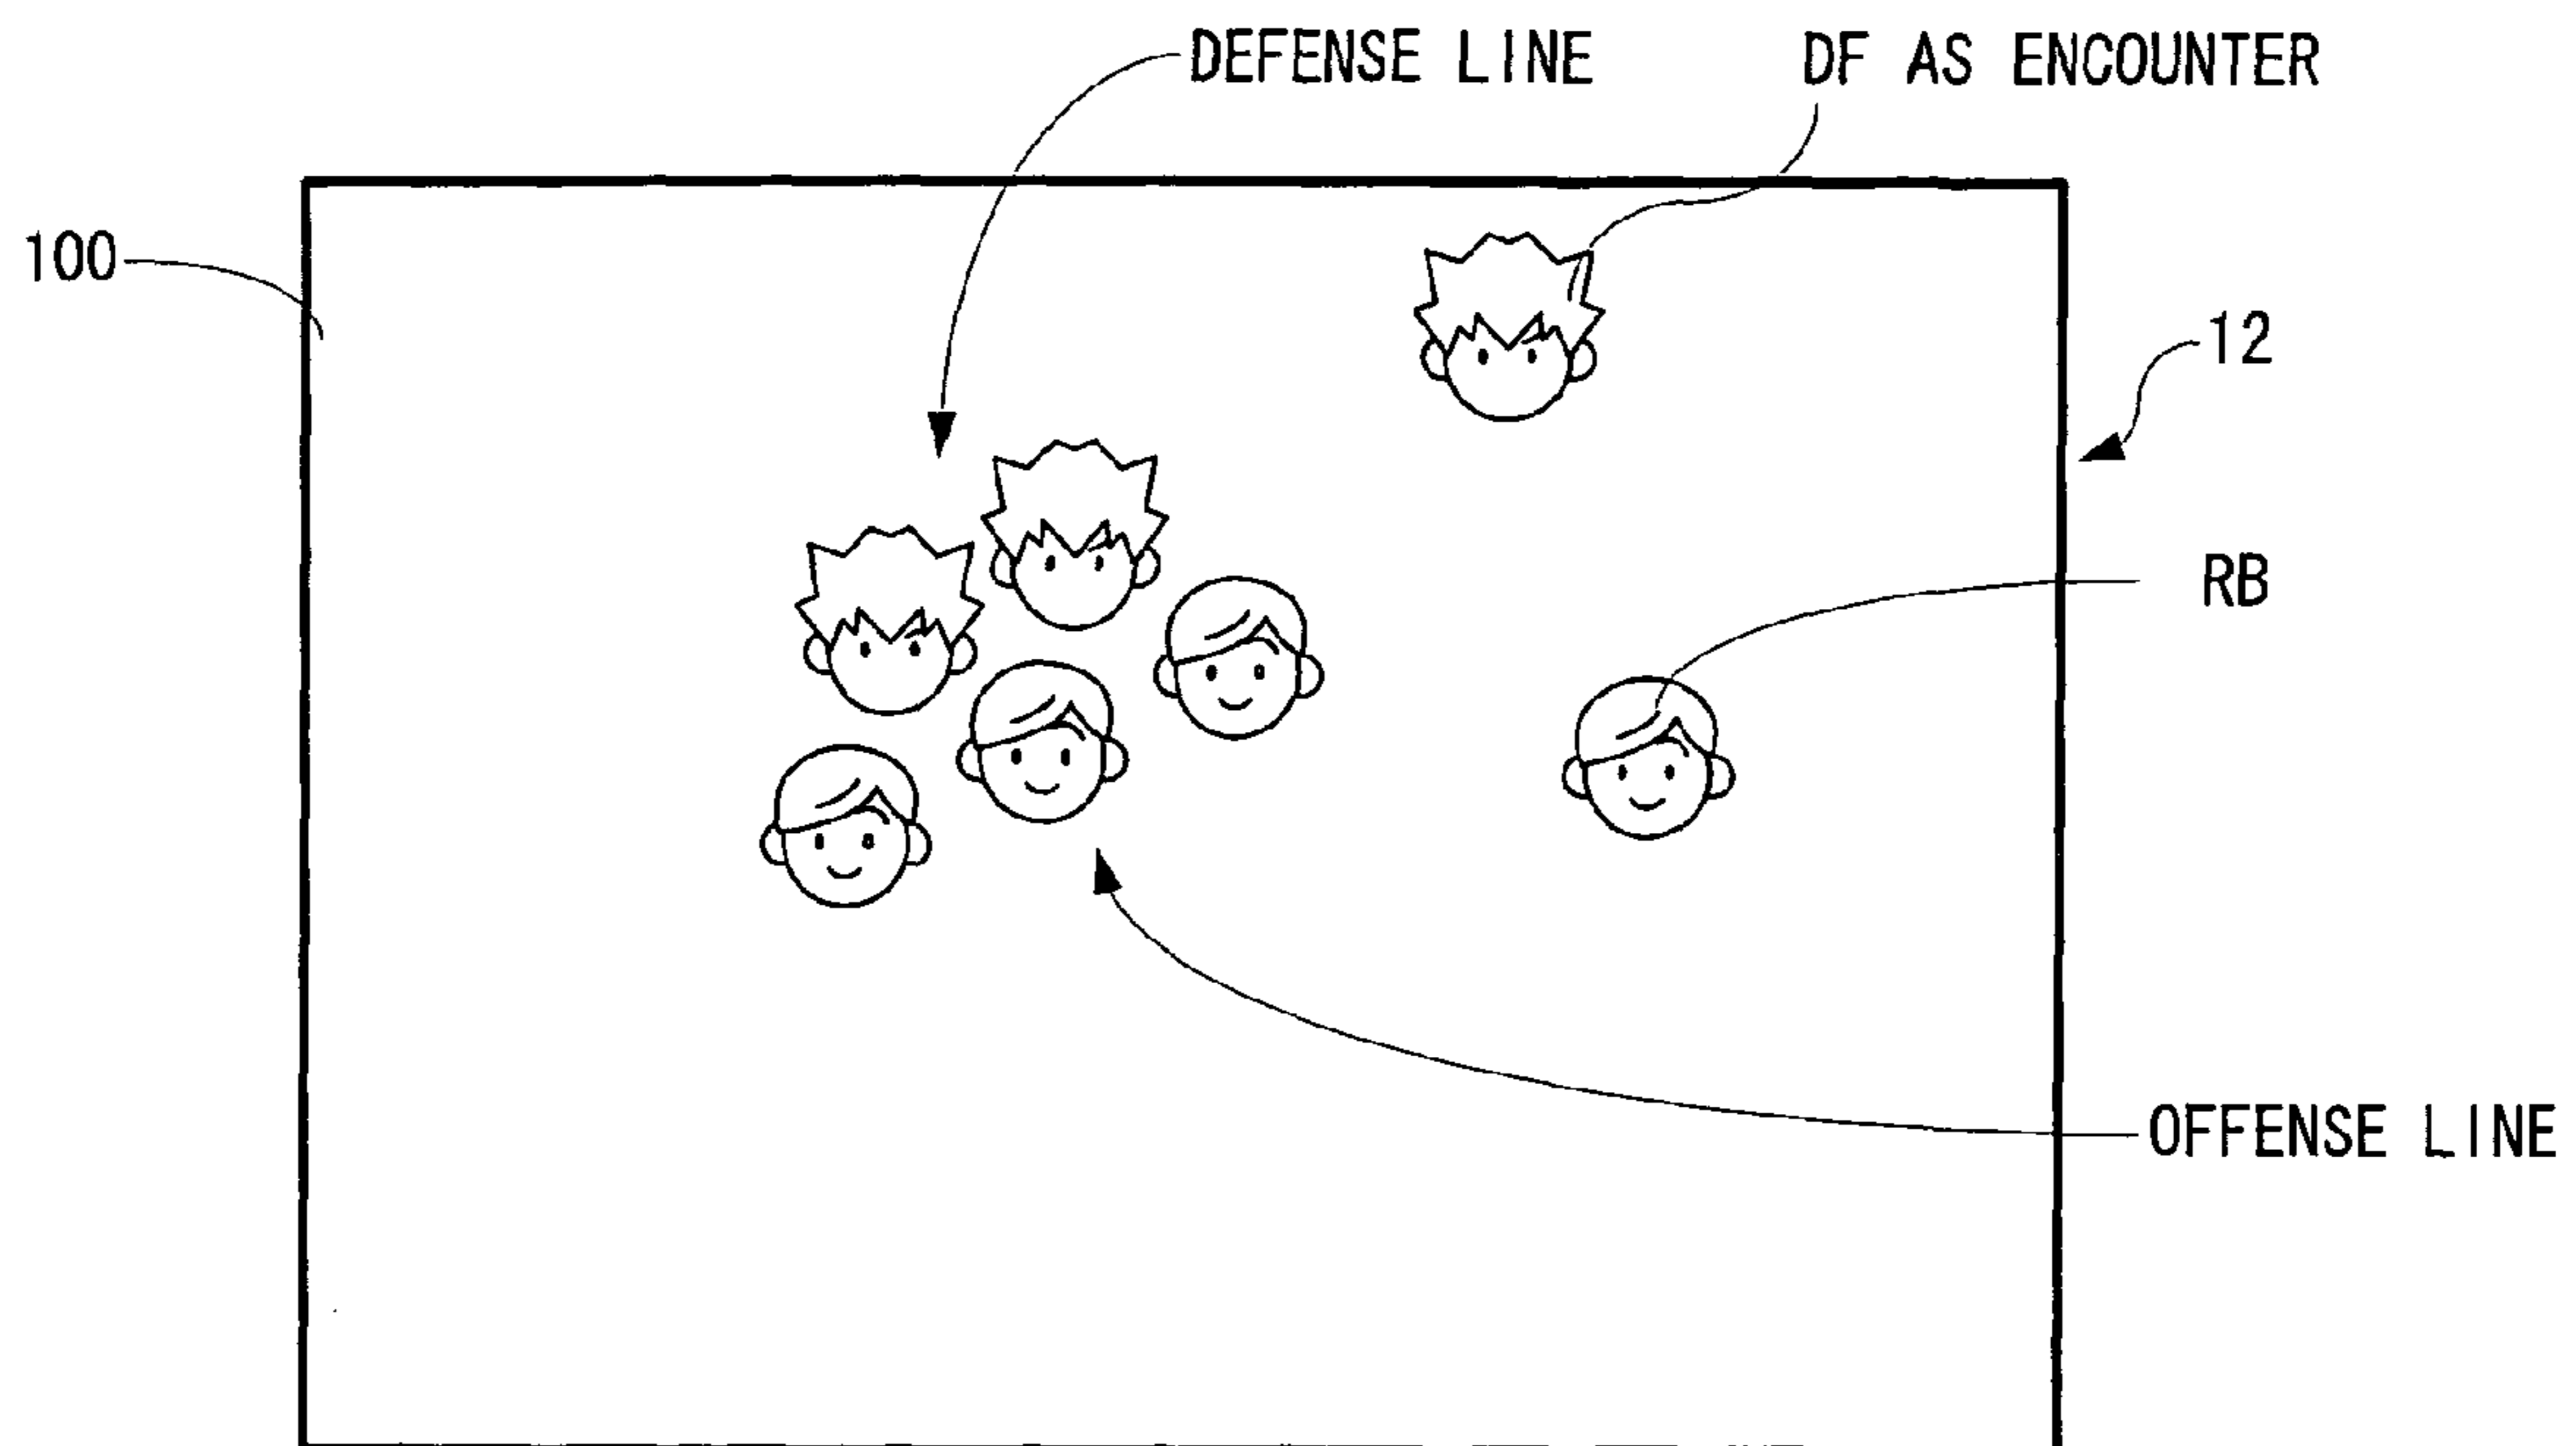 DEFENSE LINE
DF AS ENCOUNTER
100
12
RB
OFFENSE LINE